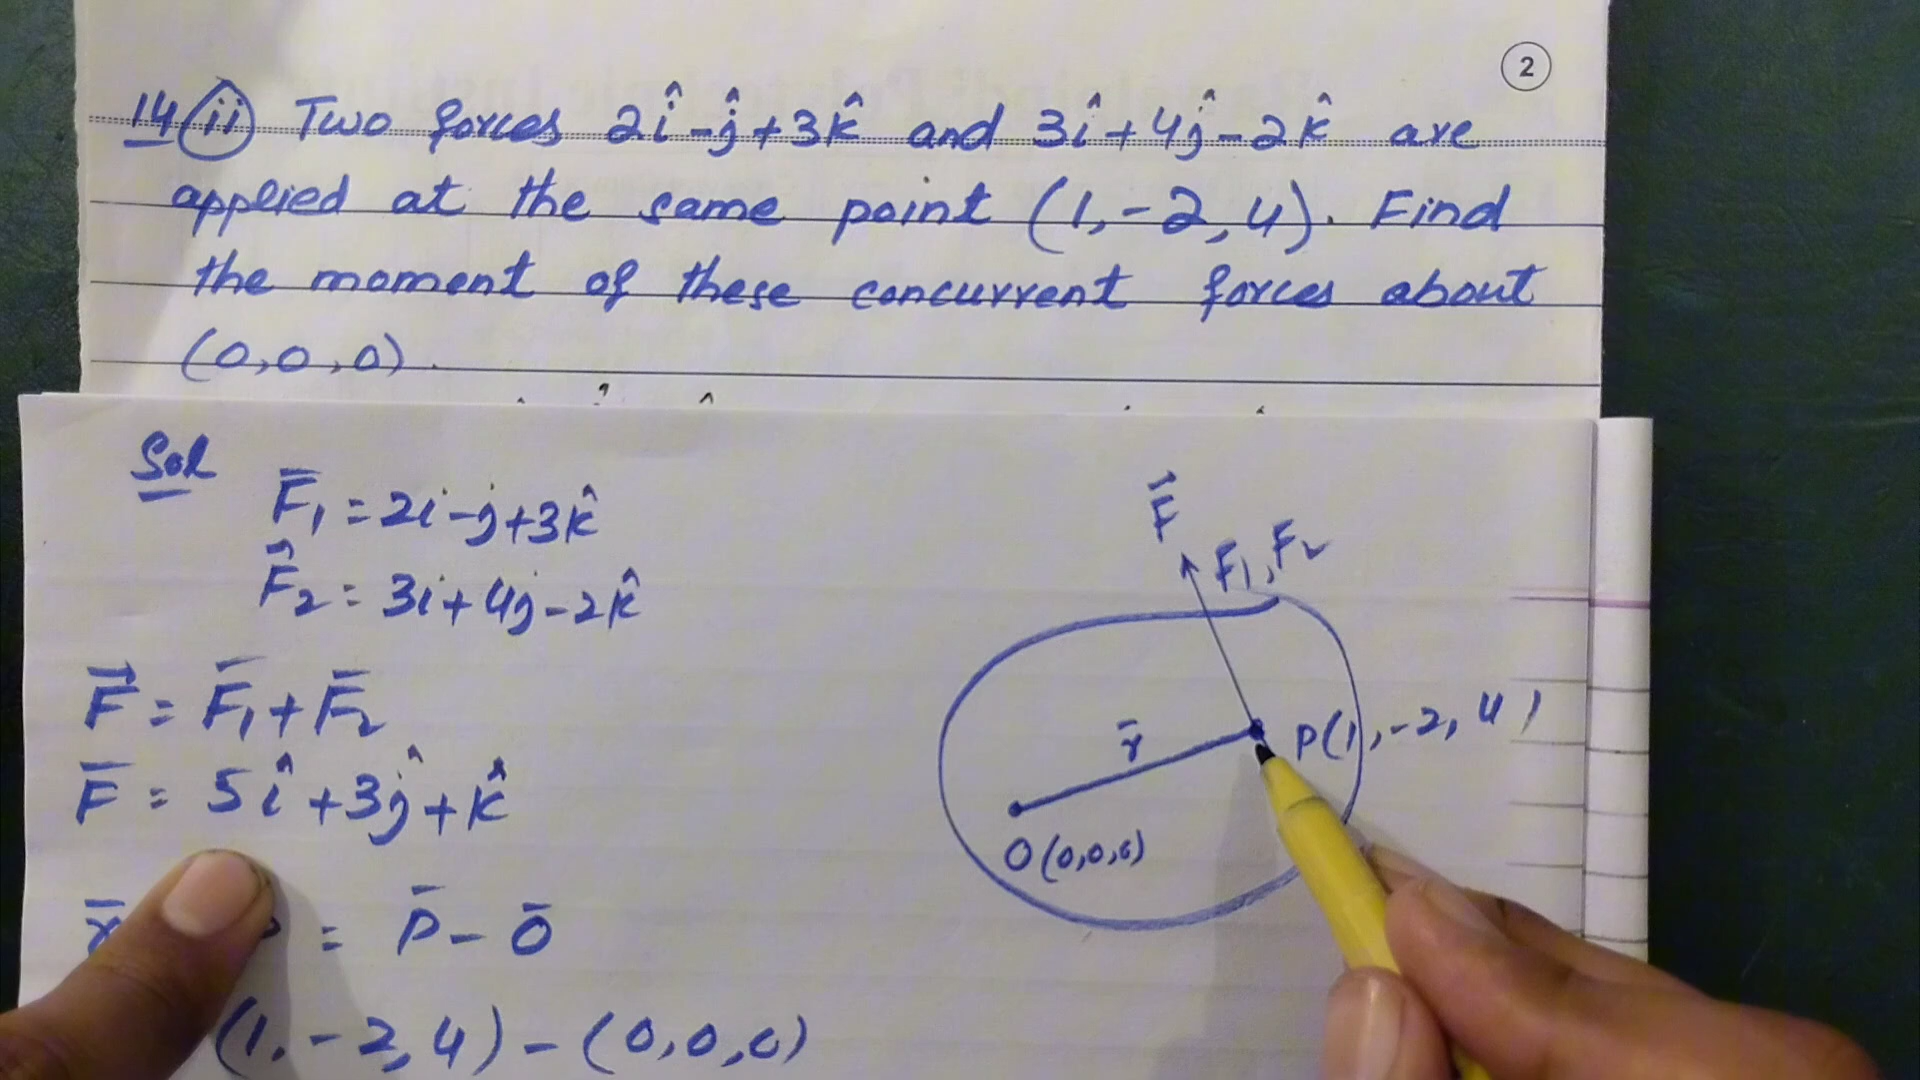 2
14 (ii) Two forces 2î-ĵ+3k̂ and 3î+4ĵ-2k̂ are
applied at the same point (1,-2,4). Find
the moment of these concurrent forces about
(0,0,0).
Sol
F̄₁ = 2i-j+3k̂
F⃗₂ = 3i+4j-2k̂
F⃗ = F̄₁+F̄₂
F̄ = 5î+3ĵ+k̂
= P̄ - Ō
(1,-2,4)-(0,0,0)
F⃗
F₁, F₂
r̄
P(1,-2,4)
O(0,0,0)